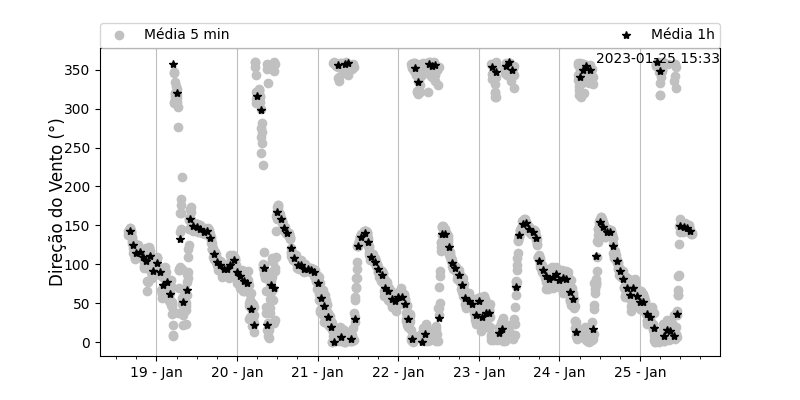 Média 5 min
Média 1h
2023-01-25 15:33
Direção do Vento (°)
350
300
250
200
150
100
50
0
19 - Jan
20 - Jan
21 - Jan
22 - Jan
23 - Jan
24 - Jan
25 - Jan